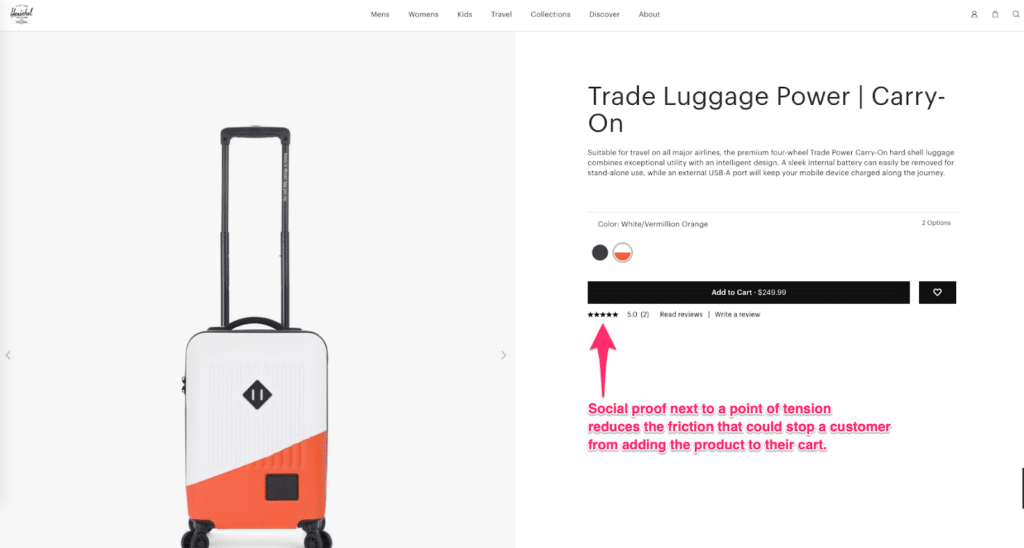 Herschel
Mens Womens Kids Travel Collections Discover About
Trade Luggage Power | Carry-
On
Suitable for travel on all major airlines, the premium four-wheel Trade Power Carry-On hard shell luggage
combines exceptional utility with an intelligent design. A sleek internal battery can easily be removed for
stand-alone use, while an external USB-A port will keep your mobile device charged along the journey.
Color: White/Vermillion Orange 2 Options
Add to Cart - $249.99
5.0 (2) Read reviews | Write a review
Social proof next to a point of tension
reduces the friction that could stop a customer
from adding the product to their cart.